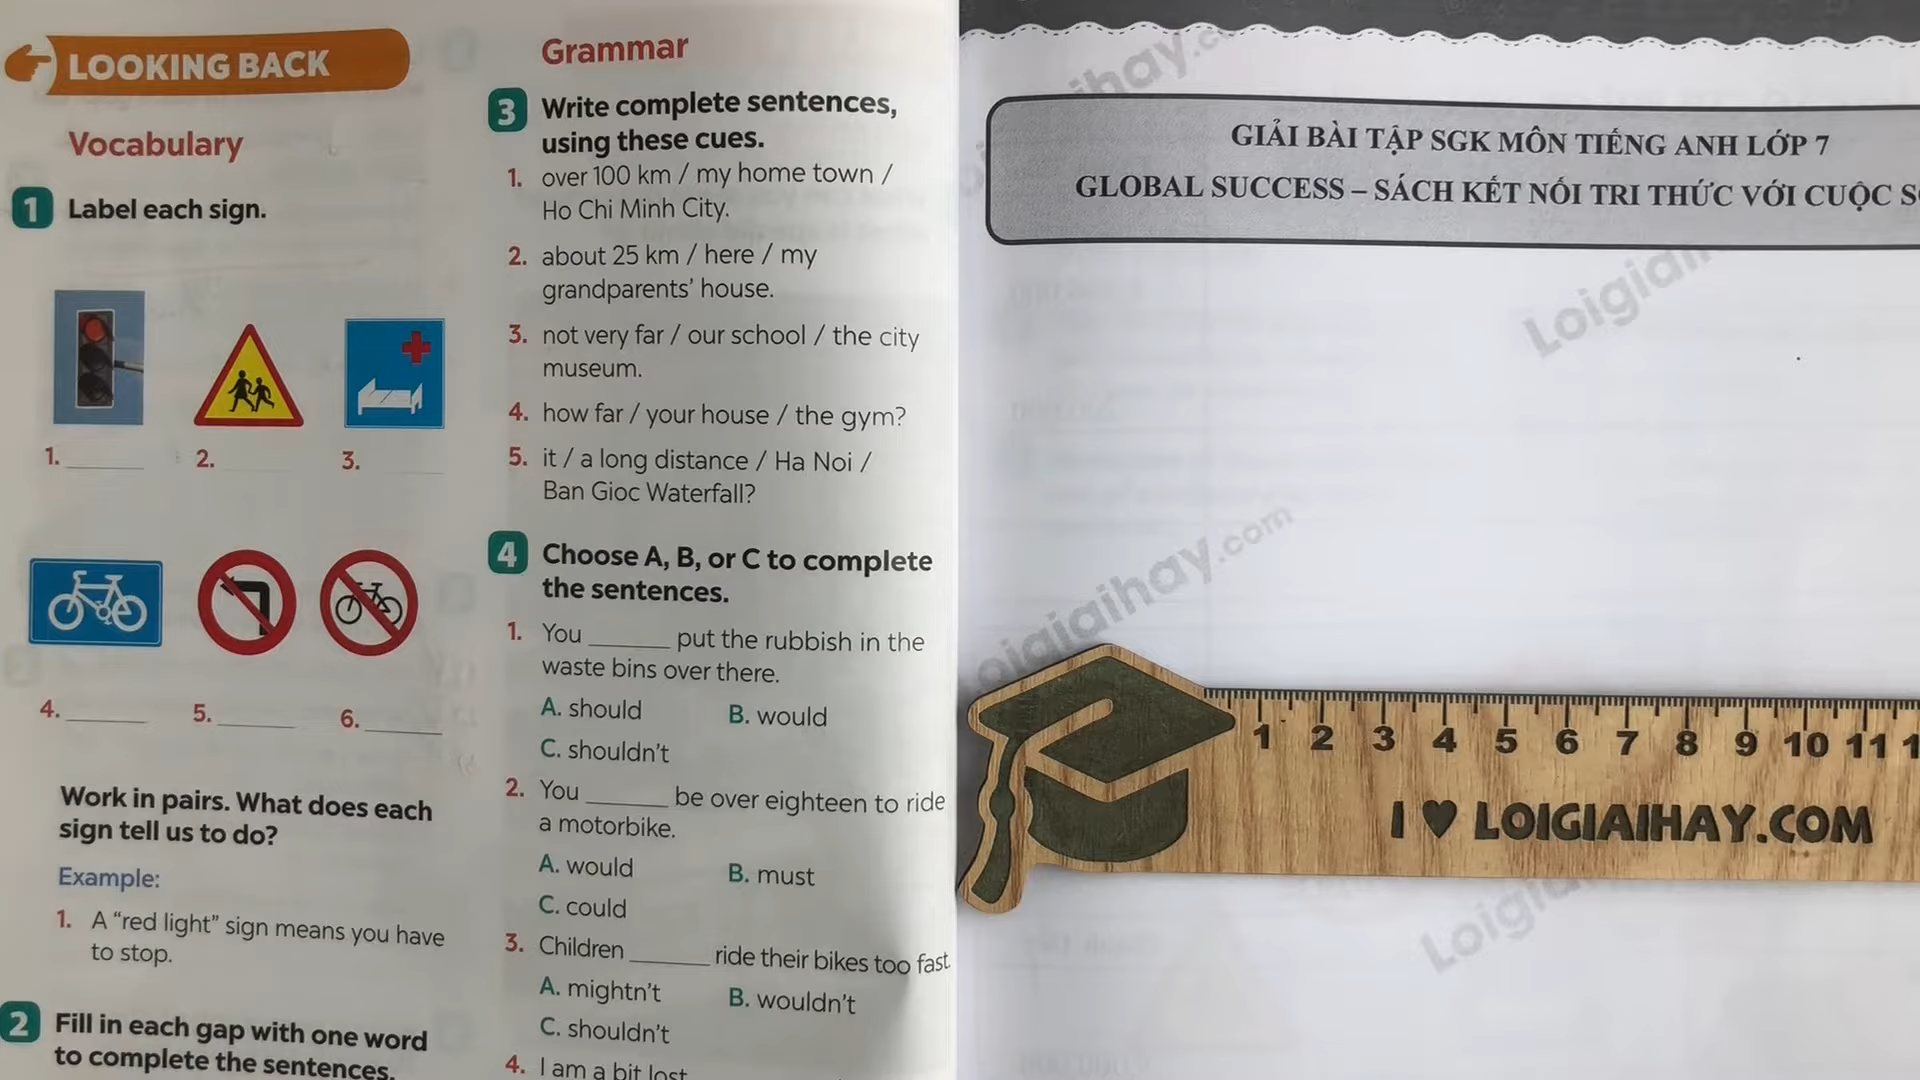 LOOKING BACK
Vocabulary
1 Label each sign.
1. ______ 2. ______ 3. ______
4. ______ 5. ______ 6. ______
Work in pairs. What does each
sign tell us to do?
Example:
1. A “red light” sign means you have
to stop.
2 Fill in each gap with one word
to complete the sentences.
Grammar
3 Write complete sentences,
using these cues.
1. over 100 km / my home town /
Ho Chi Minh City.
2. about 25 km / here / my
grandparents’ house.
3. not very far / our school / the city
museum.
4. how far / your house / the gym?
5. it / a long distance / Ha Noi /
Ban Gioc Waterfall?
4 Choose A, B, or C to complete
the sentences.
1. You ______ put the rubbish in the
waste bins over there.
A. should B. would
C. shouldn’t
2. You ______ be over eighteen to ride
a motorbike.
A. would B. must
C. could
3. Children ______ ride their bikes too fast.
A. mightn’t B. wouldn’t
C. shouldn’t
4. I am a bit lost
GIẢI BÀI TẬP SGK MÔN TIẾNG ANH LỚP 7
GLOBAL SUCCESS – SÁCH KẾT NỐI TRI THỨC VỚI CUỘC
Loigiaihay.com
1 2 3 4 5 6 7 8 9 10 11
I ♥ LOIGIAIHAY.COM